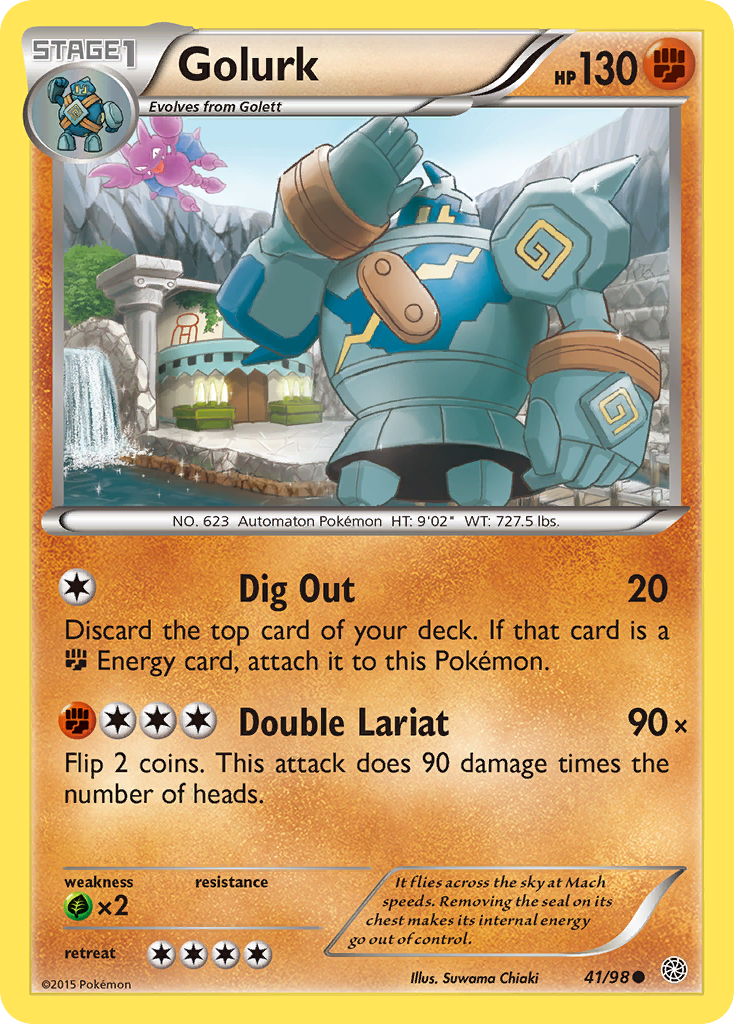 STAGE1
Golurk
HP 130
Evolves from Golett
NO. 623 Automaton Pokémon HT: 9'02" WT: 727.5 lbs.
Dig Out 20
Discard the top card of your deck. If that card is a
Energy card, attach it to this Pokémon.
Double Lariat 90×
Flip 2 coins. This attack does 90 damage times the
number of heads.
weakness resistance
×2
retreat
It flies across the sky at Mach
speeds. Removing the seal on its
chest makes its internal energy
go out of control.
©2015 Pokémon
Illus. Suwama Chiaki
41/98